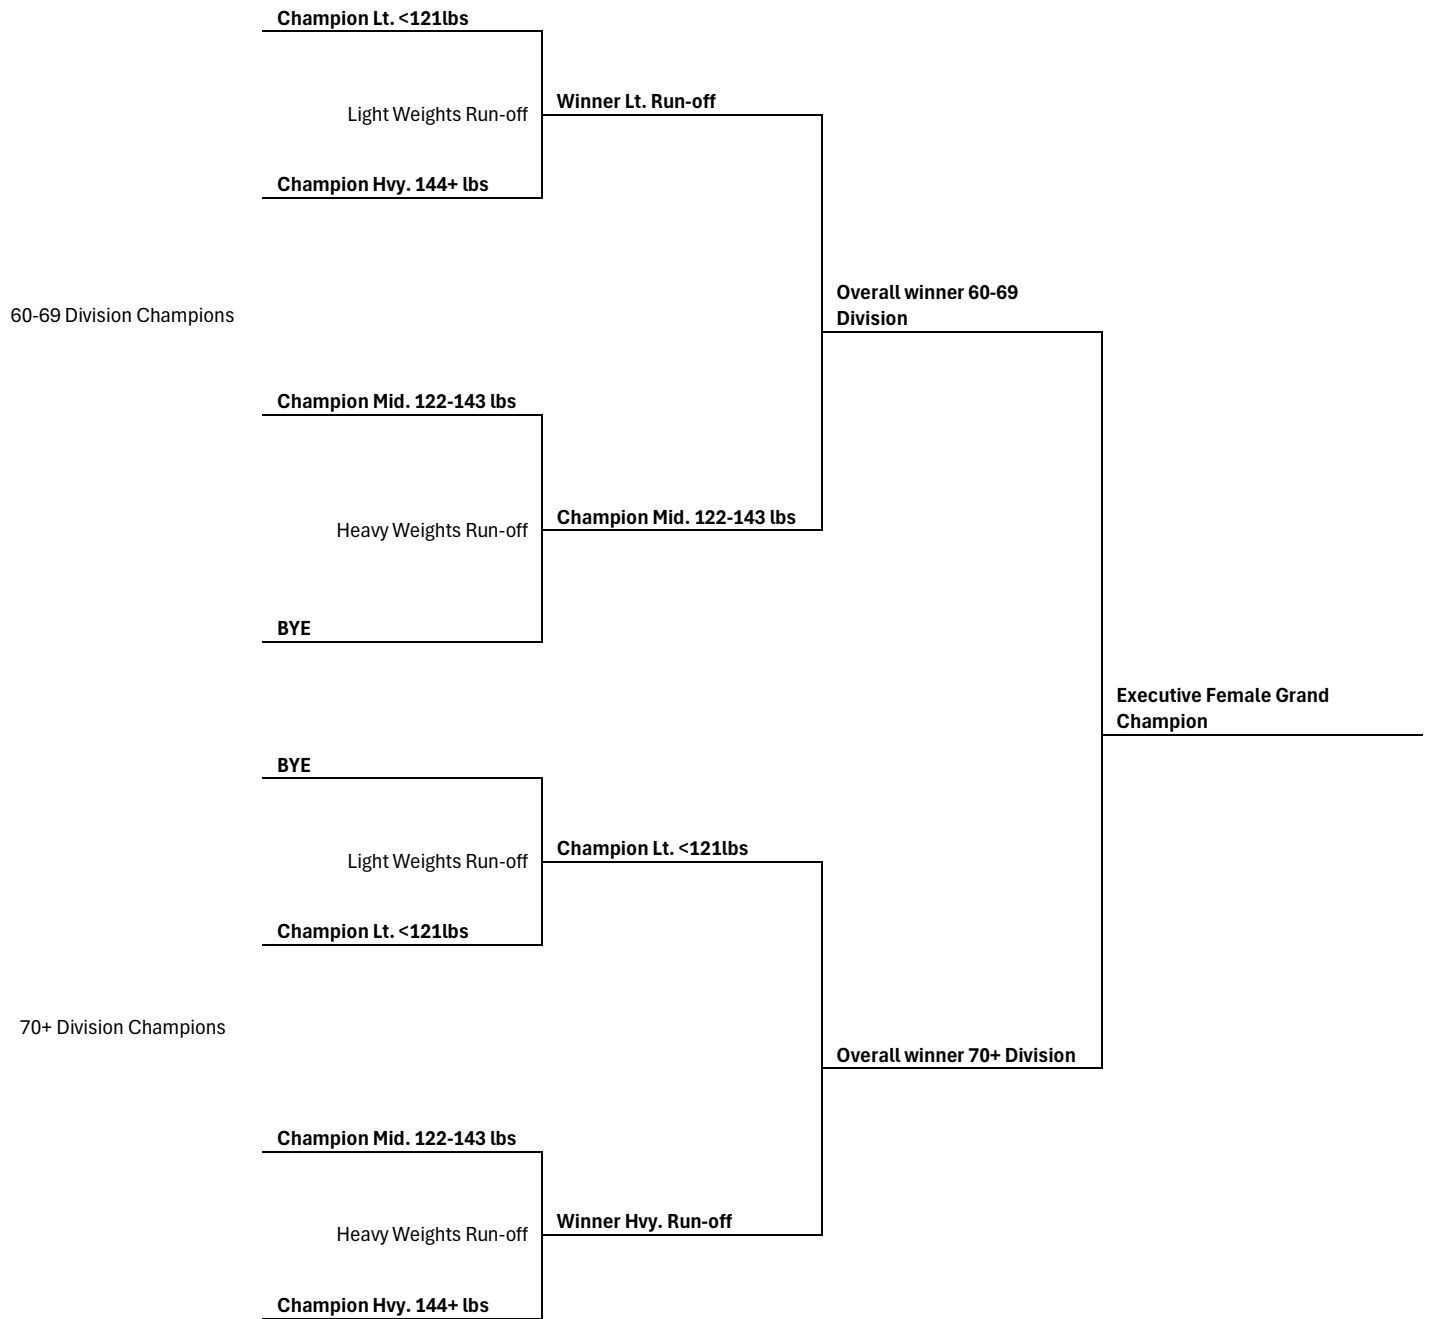 Champion Lt. <121lbs
Light Weights Run-off
Winner Lt. Run-off
Champion Hvy. 144+ lbs
60-69 Division Champions
Overall winner 60-69
Division
Champion Mid. 122-143 lbs
Heavy Weights Run-off
Champion Mid. 122-143 lbs
BYE
Executive Female Grand
Champion
BYE
Light Weights Run-off
Champion Lt. <121lbs
Champion Lt. <121lbs
70+ Division Champions
Overall winner 70+ Division
Champion Mid. 122-143 lbs
Heavy Weights Run-off
Winner Hvy. Run-off
Champion Hvy. 144+ lbs